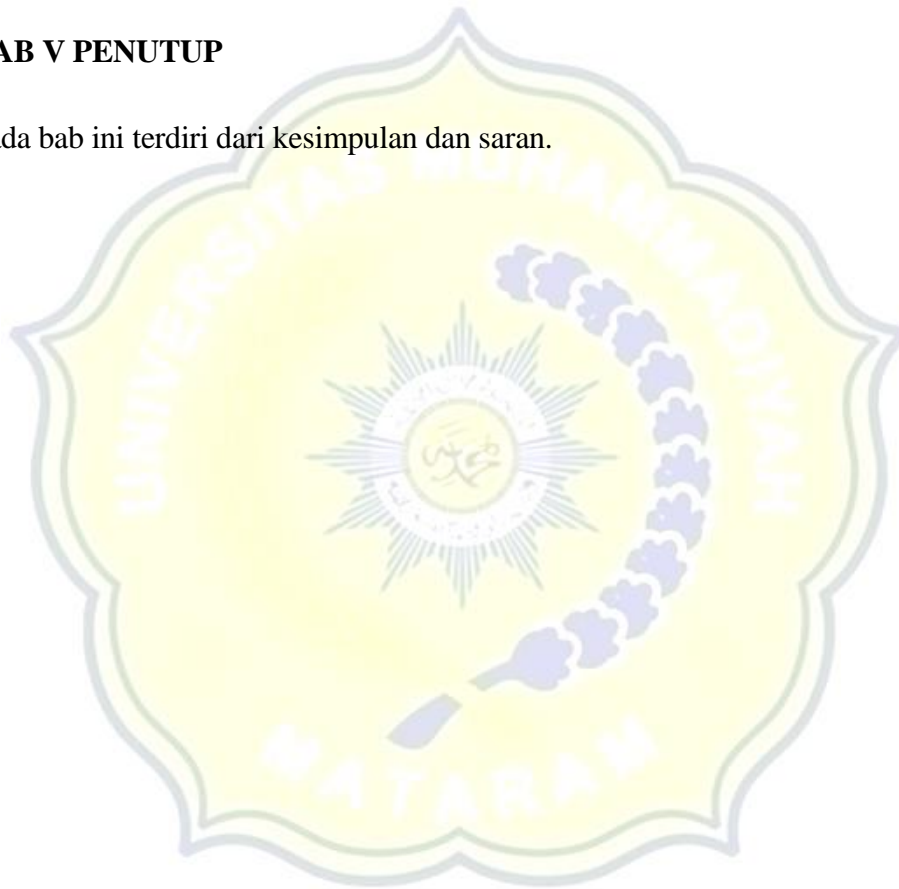 AB V PENUTUP
da bab ini terdiri dari kesimpulan dan saran.
UNIVERSITAS MUHAMMADIYAH
MATARAM